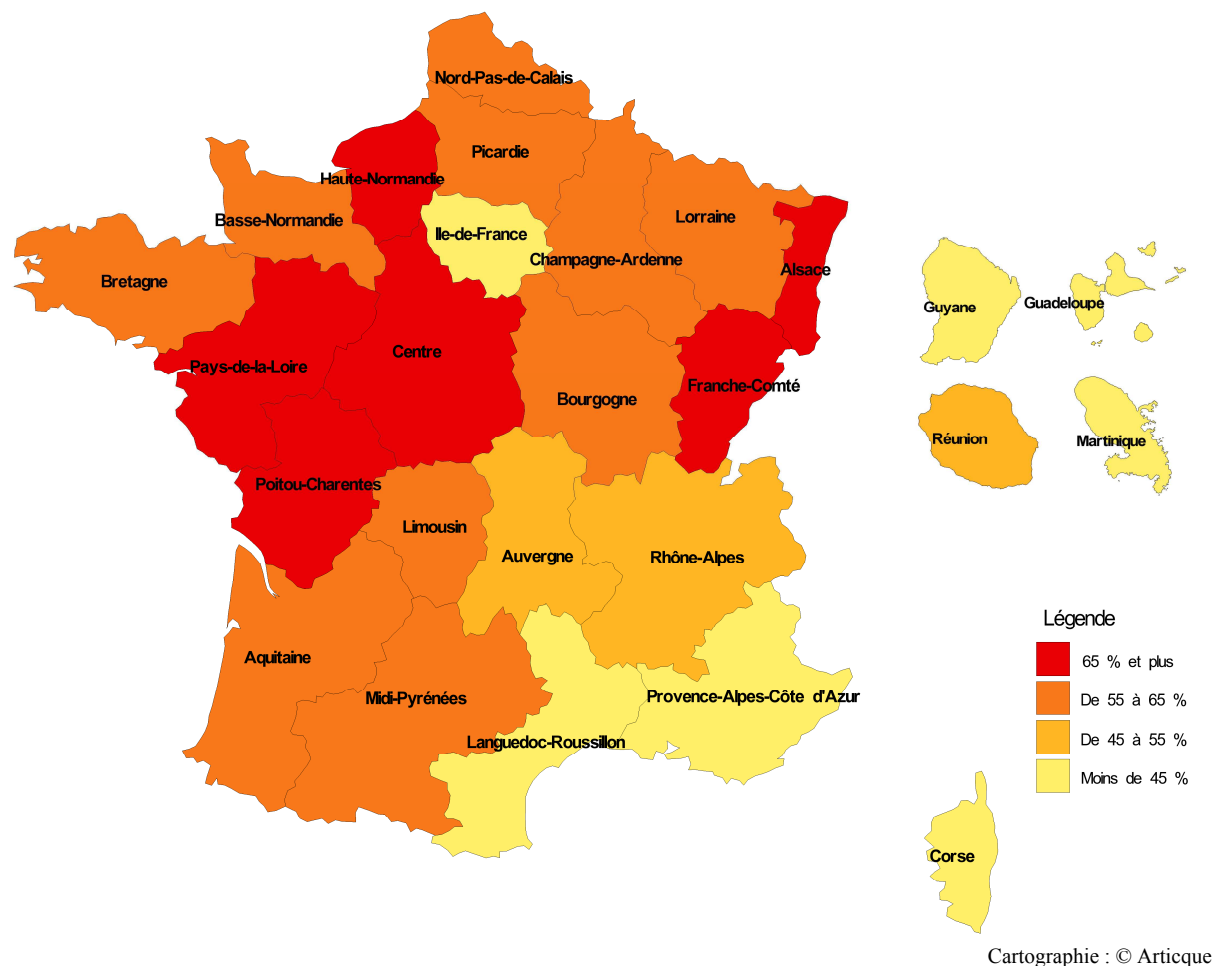 Nord-Pas-de-Calais
Picardie
Haute-Normandie
Basse-Normandie
Ile-de-France
Lorraine
Champagne-Ardenne
Alsace
Bretagne
Guyane
Guadeloupe
Pays-de-la-Loire
Centre
Franche-Comté
Bourgogne
Réunion
Martinique
Poitou-Charentes
Limousin
Auvergne
Rhône-Alpes
Aquitaine
Midi-Pyrénées
Provence-Alpes-Côte d'Azur
Languedoc-Roussillon
Légende
65 % et plus
De 55 à 65 %
De 45 à 55 %
Moins de 45 %
Corse
Cartographie : © Articque